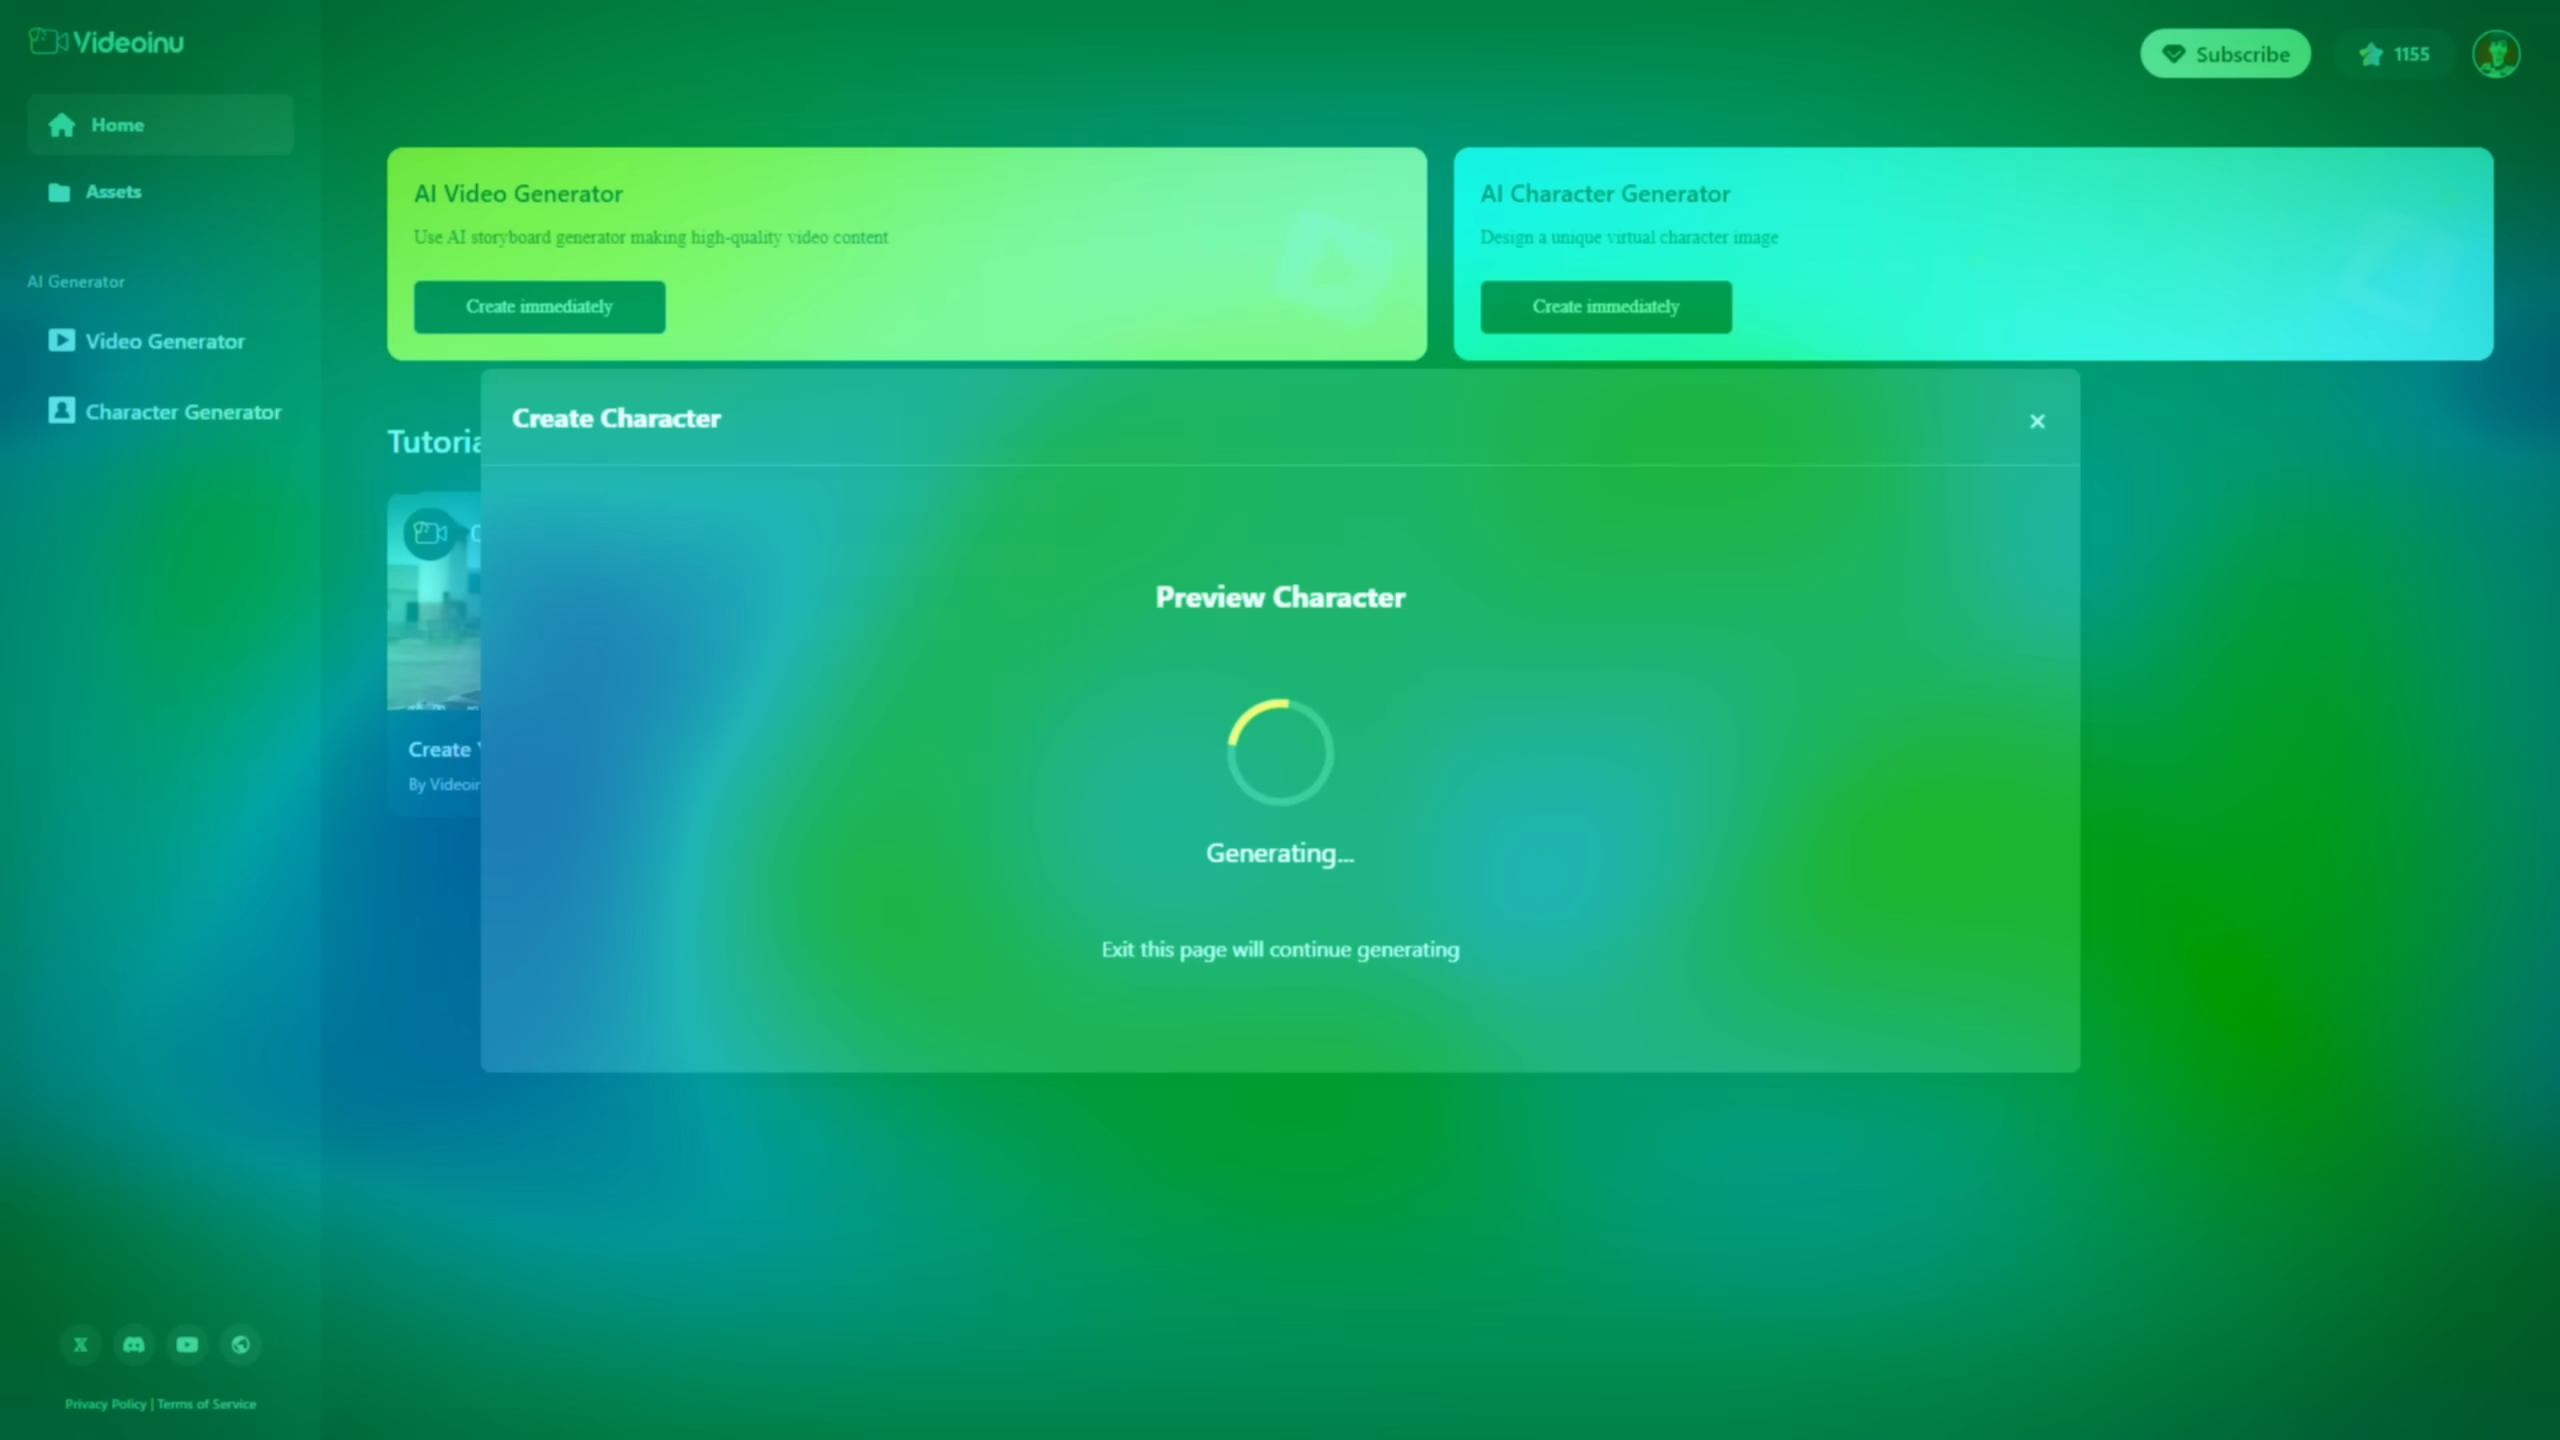 Videoinu
Subscribe
1155
Home
Assets
AI Generator
Video Generator
Character Generator
AI Video Generator
Use AI storyboard generator making high-quality video content
Create immediately
AI Character Generator
Design a unique virtual character image
Create immediately
Tutoria
Create
By Videoin
Create Character
Preview Character
Generating...
Exit this page will continue generating
Privacy Policy | Terms of Service